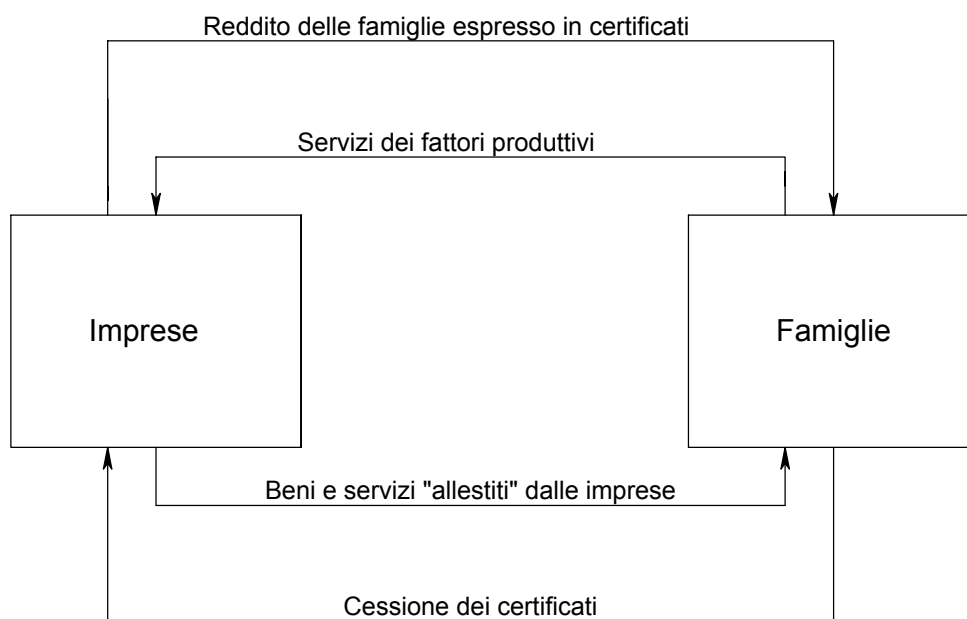 Reddito delle famiglie espresso in certificati
Servizi dei fattori produttivi
Imprese
Famiglie
Beni e servizi "allestiti" dalle imprese
Cessione dei certificati